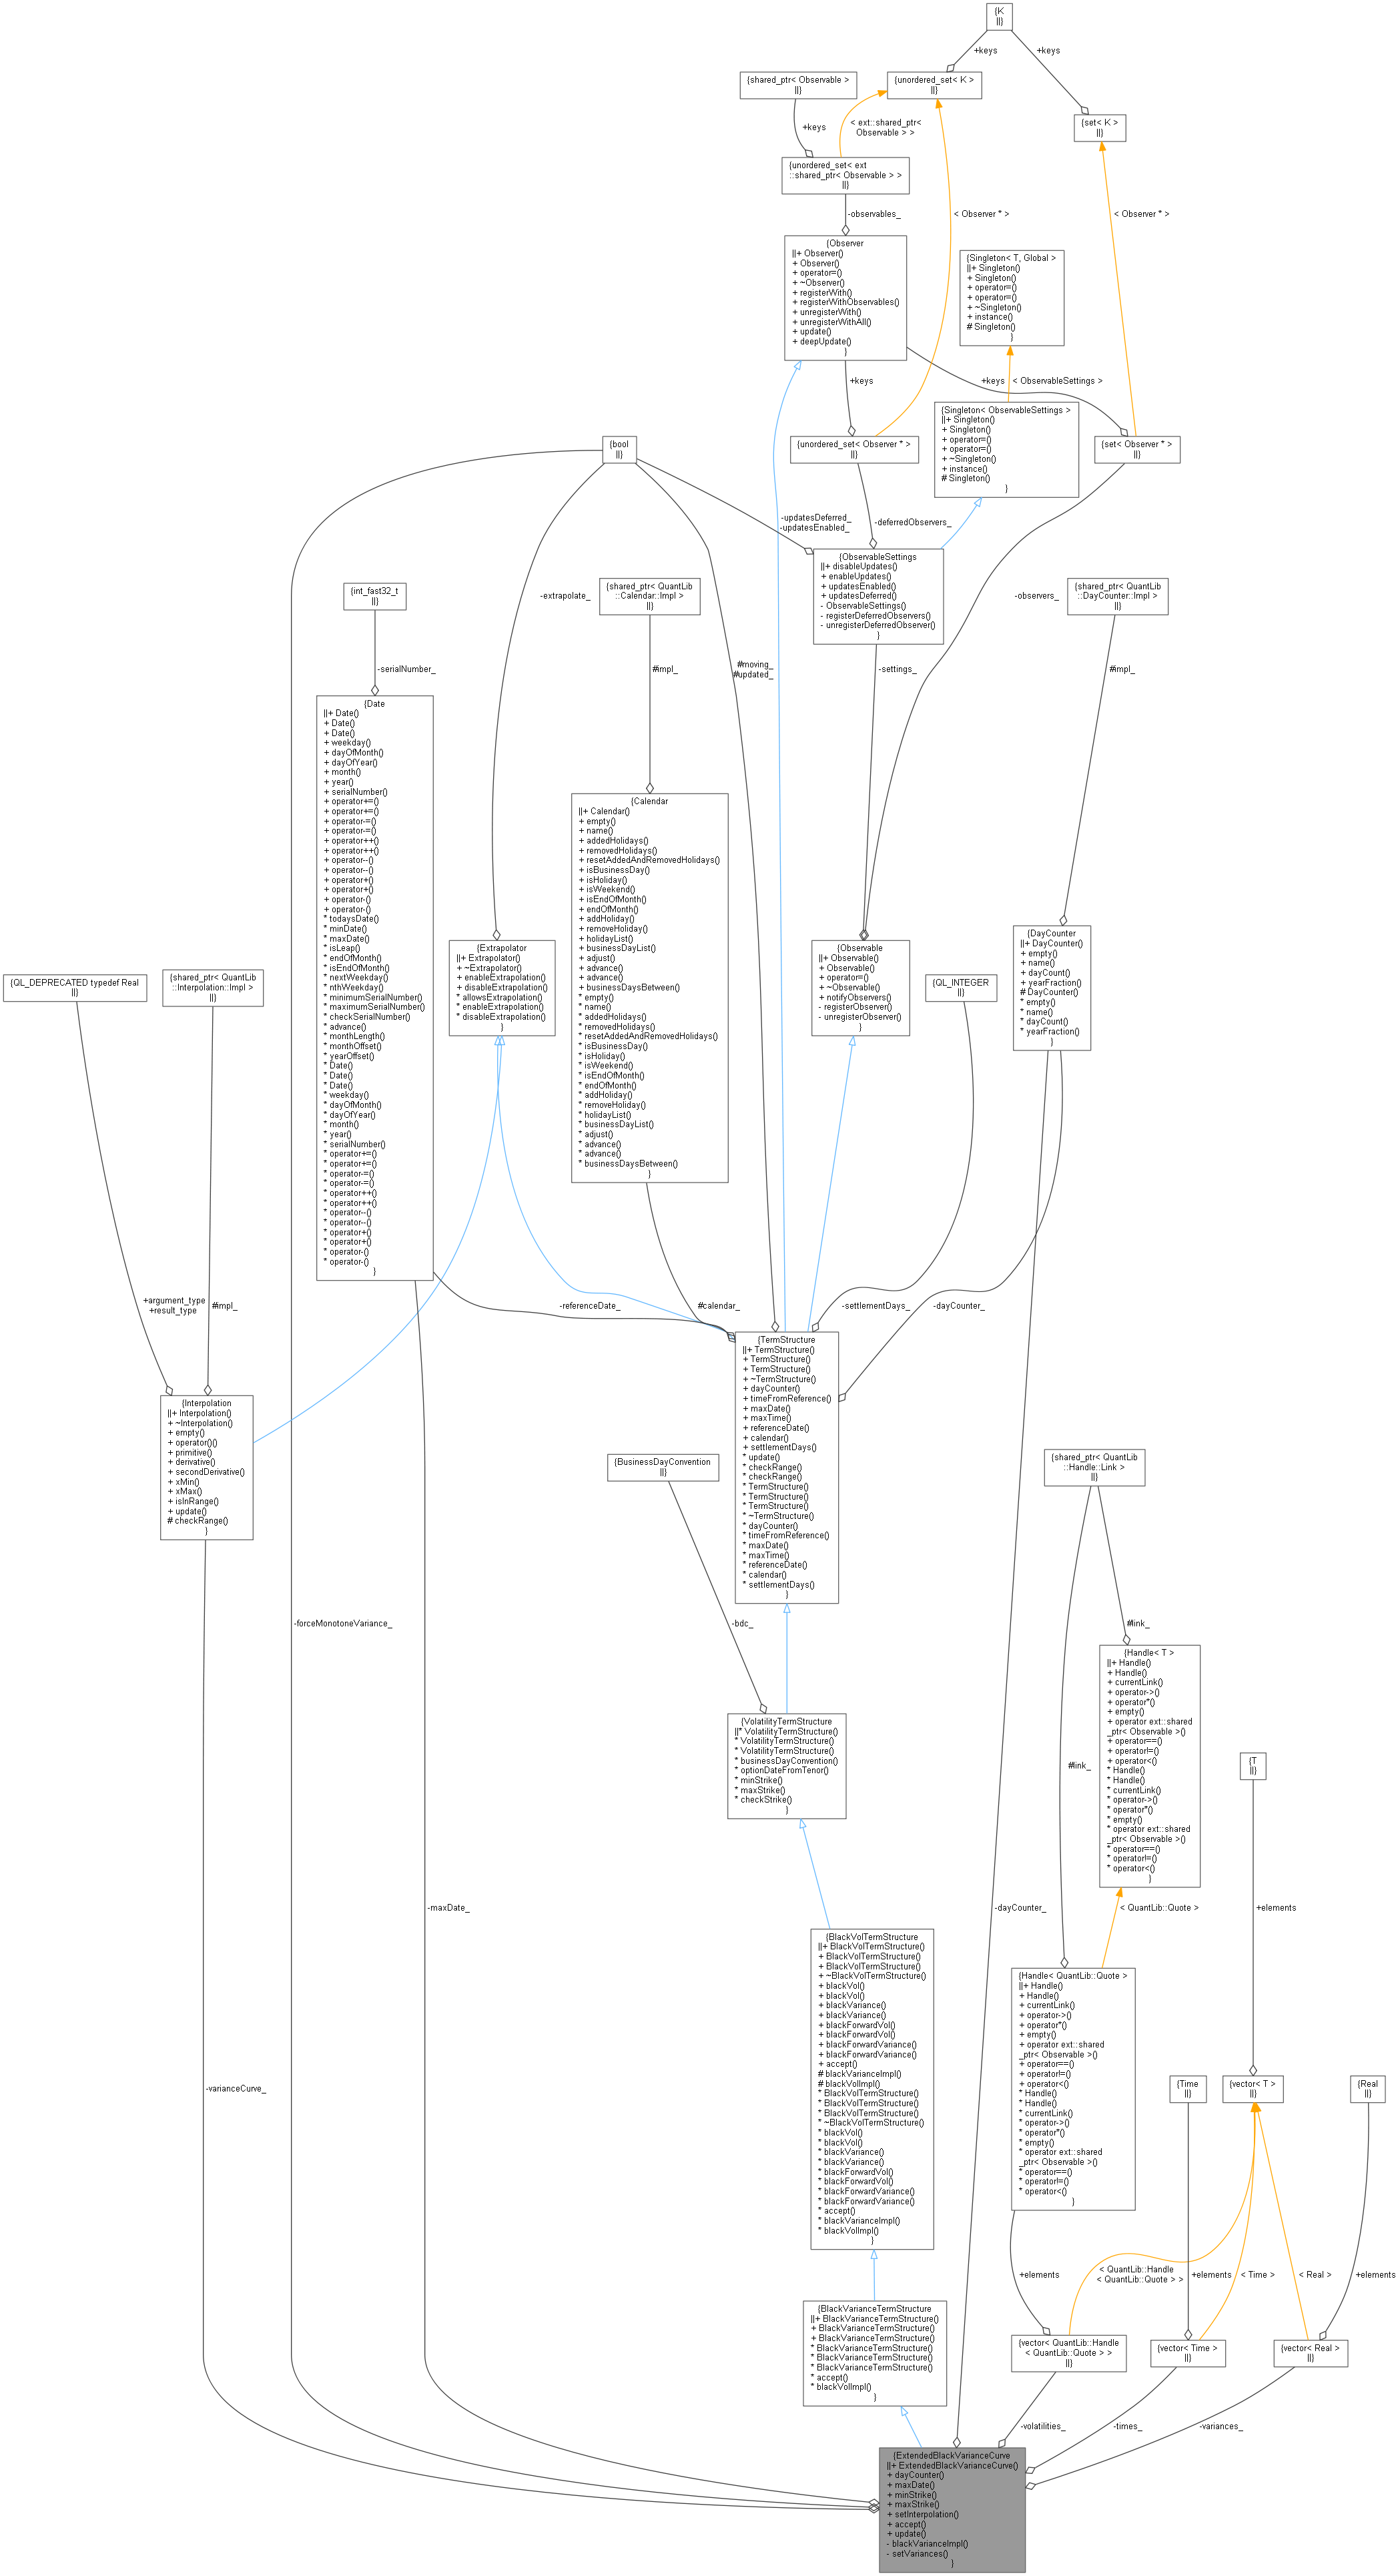 {K
||}
+keys
+keys
{shared_ptr< Observable >
||}
{unordered_set< K >
||}
{set< K >
||}
+keys
< ext::shared_ptr<
Observable > >
{unordered_set< ext
::shared_ptr< Observable > >
||}
-observables_
< Observer * >
< Observer * >
{Observer
||+ Observer()
+ Observer()
+ operator=()
+ ~Observer()
+ registerWith()
+ registerWithObservables()
+ unregisterWith()
+ unregisterWithAll()
+ update()
+ deepUpdate()
}
{Singleton< T, Global >
||+ Singleton()
+ Singleton()
+ operator=()
+ operator=()
+ ~Singleton()
+ instance()
# Singleton()
}
+keys
+keys
< ObservableSettings >
{Singleton< ObservableSettings >
||+ Singleton()
+ Singleton()
+ operator=()
+ operator=()
+ ~Singleton()
+ instance()
# Singleton()
}
{bool
||}
{unordered_set< Observer * >
||}
{set< Observer * >
||}
-updatesDeferred_
-updatesEnabled_
-deferredObservers_
{ObservableSettings
||+ disableUpdates()
+ enableUpdates()
+ updatesEnabled()
+ updatesDeferred()
- ObservableSettings()
- registerDeferredObservers()
- unregisterDeferredObserver()
}
{int_fast32_t
||}
-extrapolate_
{shared_ptr< QuantLib
::Calendar::Impl >
||}
-observers_
{shared_ptr< QuantLib
::DayCounter::Impl >
||}
-serialNumber_
#impl_
#moving_
#updated_
-settings_
#impl_
{Date
||+ Date()
+ Date()
+ Date()
+ weekday()
+ dayOfMonth()
+ dayOfYear()
+ month()
+ year()
+ serialNumber()
+ operator+=()
+ operator+=()
+ operator-=()
+ operator-=()
+ operator++()
+ operator++()
+ operator--()
+ operator--()
+ operator+()
+ operator+()
+ operator-()
+ operator-()
* todaysDate()
* minDate()
* maxDate()
* isLeap()
* endOfMonth()
* isEndOfMonth()
* nextWeekday()
* nthWeekday()
* minimumSerialNumber()
* maximumSerialNumber()
* checkSerialNumber()
* advance()
* monthLength()
* monthOffset()
* yearOffset()
* Date()
* Date()
* Date()
* weekday()
* dayOfMonth()
* dayOfYear()
* month()
* year()
* serialNumber()
* operator+=()
* operator+=()
* operator-=()
* operator-=()
* operator++()
* operator++()
* operator--()
* operator--()
* operator+()
* operator+()
* operator-()
* operator-()
}
{Calendar
||+ Calendar()
+ empty()
+ name()
+ addedHolidays()
+ removedHolidays()
+ resetAddedAndRemovedHolidays()
+ isBusinessDay()
+ isHoliday()
+ isWeekend()
+ isEndOfMonth()
+ endOfMonth()
+ addHoliday()
+ removeHoliday()
+ holidayList()
+ businessDayList()
+ adjust()
+ advance()
+ advance()
+ businessDaysBetween()
* empty()
* name()
* addedHolidays()
* removedHolidays()
* resetAddedAndRemovedHolidays()
* isBusinessDay()
* isHoliday()
* isWeekend()
* isEndOfMonth()
* endOfMonth()
* addHoliday()
* removeHoliday()
* holidayList()
* businessDayList()
* adjust()
* advance()
* advance()
* businessDaysBetween()
}
{Extrapolator
||+ Extrapolator()
+ ~Extrapolator()
+ enableExtrapolation()
+ disableExtrapolation()
* allowsExtrapolation()
* enableExtrapolation()
* disableExtrapolation()
}
{Observable
||+ Observable()
+ Observable()
+ operator=()
+ ~Observable()
+ notifyObservers()
- registerObserver()
- unregisterObserver()
}
{DayCounter
||+ DayCounter()
+ empty()
+ name()
+ dayCount()
+ yearFraction()
# DayCounter()
* empty()
* name()
* dayCount()
* yearFraction()
}
{QL_DEPRECATED typedef Real
||}
{shared_ptr< QuantLib
::Interpolation::Impl >
||}
{QL_INTEGER
||}
+argument_type
+result_type
#impl_
-referenceDate_
#calendar_
-settlementDays_
-dayCounter_
{TermStructure
||+ TermStructure()
+ TermStructure()
+ TermStructure()
+ ~TermStructure()
+ dayCounter()
+ timeFromReference()
+ maxDate()
+ maxTime()
+ referenceDate()
+ calendar()
+ settlementDays()
* update()
* checkRange()
* checkRange()
* TermStructure()
* TermStructure()
* TermStructure()
* ~TermStructure()
* dayCounter()
* timeFromReference()
* maxDate()
* maxTime()
* referenceDate()
* calendar()
* settlementDays()
}
{Interpolation
||+ Interpolation()
+ ~Interpolation()
+ empty()
+ operator()()
+ primitive()
+ derivative()
+ secondDerivative()
+ xMin()
+ xMax()
+ isInRange()
+ update()
# checkRange()
}
{BusinessDayConvention
||}
{shared_ptr< QuantLib
::Handle::Link >
||}
-forceMonotoneVariance_
-bdc_
#link_
{Handle< T >
||+ Handle()
+ Handle()
+ currentLink()
+ operator->()
+ operator*()
+ empty()
+ operator ext::shared
_ptr< Observable >()
+ operator==()
+ operator!=()
+ operator<()
* Handle()
* Handle()
* currentLink()
* operator->()
* operator*()
* empty()
* operator ext::shared
_ptr< Observable >()
* operator==()
* operator!=()
* operator<()
}
{VolatilityTermStructure
||* VolatilityTermStructure()
* VolatilityTermStructure()
* VolatilityTermStructure()
* businessDayConvention()
* optionDateFromTenor()
* minStrike()
* maxStrike()
* checkStrike()
}
#link_
{T
||}
-maxDate_
-dayCounter_
< QuantLib::Quote >
+elements
{BlackVolTermStructure
||+ BlackVolTermStructure()
+ BlackVolTermStructure()
+ BlackVolTermStructure()
+ ~BlackVolTermStructure()
+ blackVol()
+ blackVol()
+ blackVariance()
+ blackVariance()
+ blackForwardVol()
+ blackForwardVol()
+ blackForwardVariance()
+ blackForwardVariance()
+ accept()
# blackVarianceImpl()
# blackVolImpl()
* BlackVolTermStructure()
* BlackVolTermStructure()
* BlackVolTermStructure()
* ~BlackVolTermStructure()
* blackVol()
* blackVol()
* blackVariance()
* blackVariance()
* blackForwardVol()
* blackForwardVol()
* blackForwardVariance()
* blackForwardVariance()
* accept()
* blackVarianceImpl()
* blackVolImpl()
}
{Handle< QuantLib::Quote >
||+ Handle()
+ Handle()
+ currentLink()
+ operator->()
+ operator*()
+ empty()
+ operator ext::shared
_ptr< Observable >()
+ operator==()
+ operator!=()
+ operator<()
* Handle()
* Handle()
* currentLink()
* operator->()
* operator*()
* empty()
* operator ext::shared
_ptr< Observable >()
* operator==()
* operator!=()
* operator<()
}
{Time
||}
{vector< T >
||}
{Real
||}
-varianceCurve_
+elements
< QuantLib::Handle
< QuantLib::Quote > >
+elements
< Time >
< Real >
+elements
{BlackVarianceTermStructure
||+ BlackVarianceTermStructure()
+ BlackVarianceTermStructure()
+ BlackVarianceTermStructure()
* BlackVarianceTermStructure()
* BlackVarianceTermStructure()
* BlackVarianceTermStructure()
* accept()
* blackVolImpl()
}
{vector< QuantLib::Handle
< QuantLib::Quote > >
||}
{vector< Time >
||}
{vector< Real >
||}
-volatilities_
-times_
-variances_
{ExtendedBlackVarianceCurve
||+ ExtendedBlackVarianceCurve()
+ dayCounter()
+ maxDate()
+ minStrike()
+ maxStrike()
+ setInterpolation()
+ accept()
+ update()
- blackVarianceImpl()
- setVariances()
}